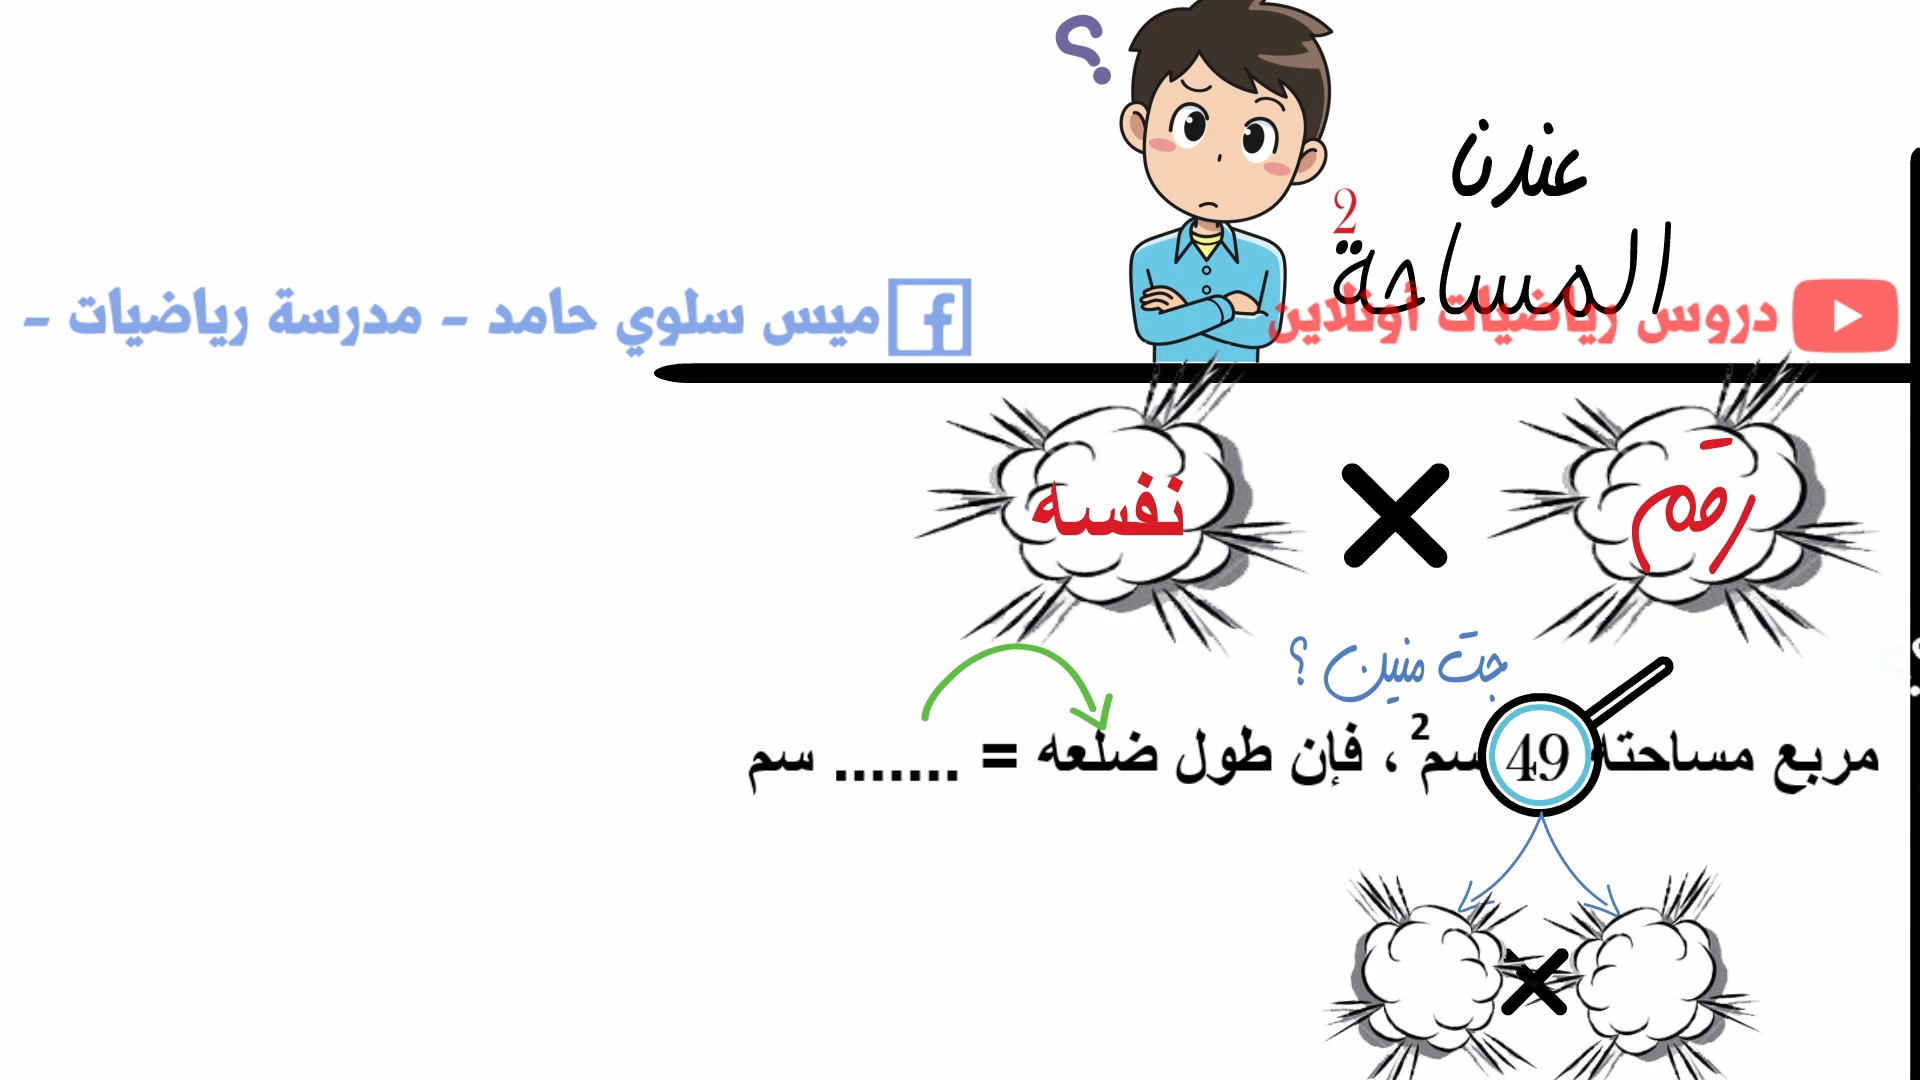 ؟
عندن
المساحة
2
دروس رياضيات أونلاين
ميس سلوي حامد - مدرسة رياضيات -
رقم × نفسه
جت منين ؟
مربع مساحته 49 سم² ، فإن طول ضلعه = ....... سم
×